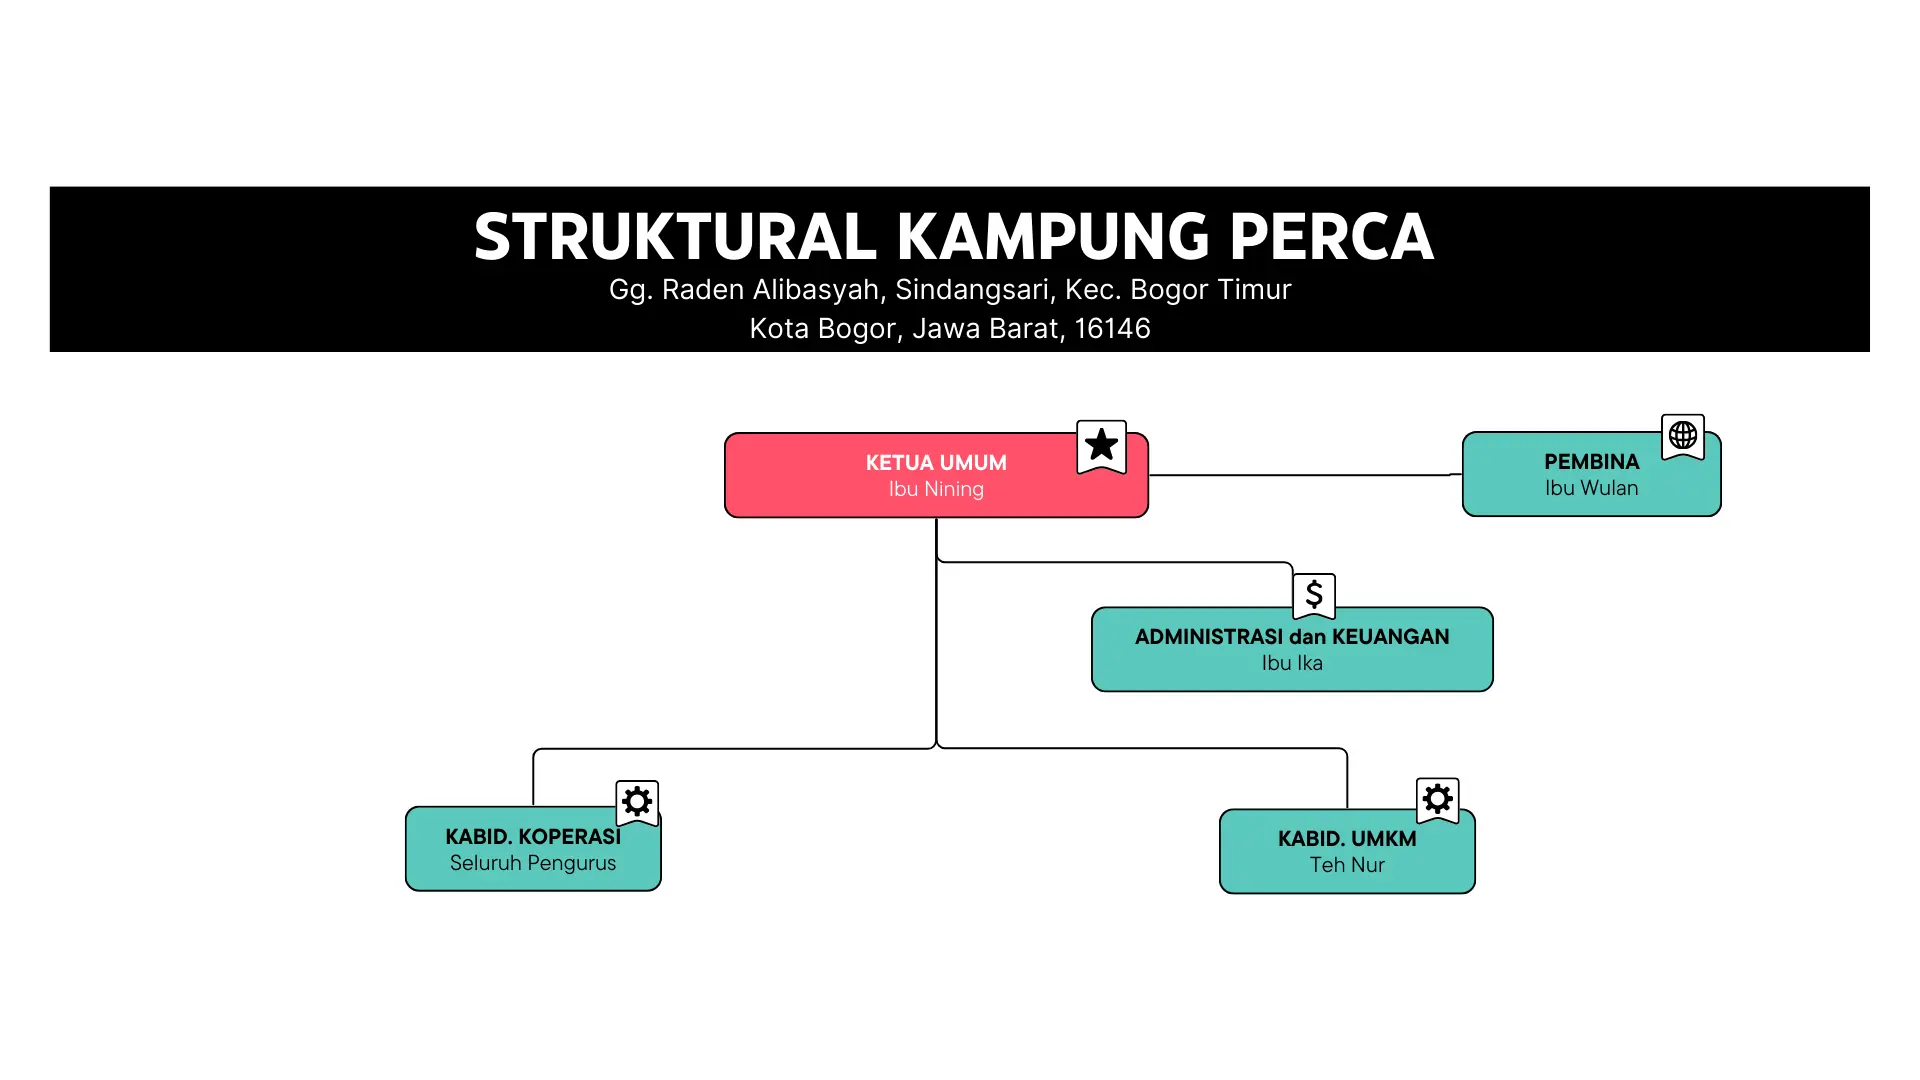 STRUKTURAL KAMPUNG PERCA
Gg. Raden Alibasyah, Sindangsari, Kec. Bogor Timur
Kota Bogor, Jawa Barat, 16146
KETUA UMUM
Ibu Nining
PEMBINA
Ibu Wulan
$
ADMINISTRASI dan KEUANGAN
Ibu Ika
KABID. KOPERASI
Seluruh Pengurus
KABID. UMKM
Teh Nur